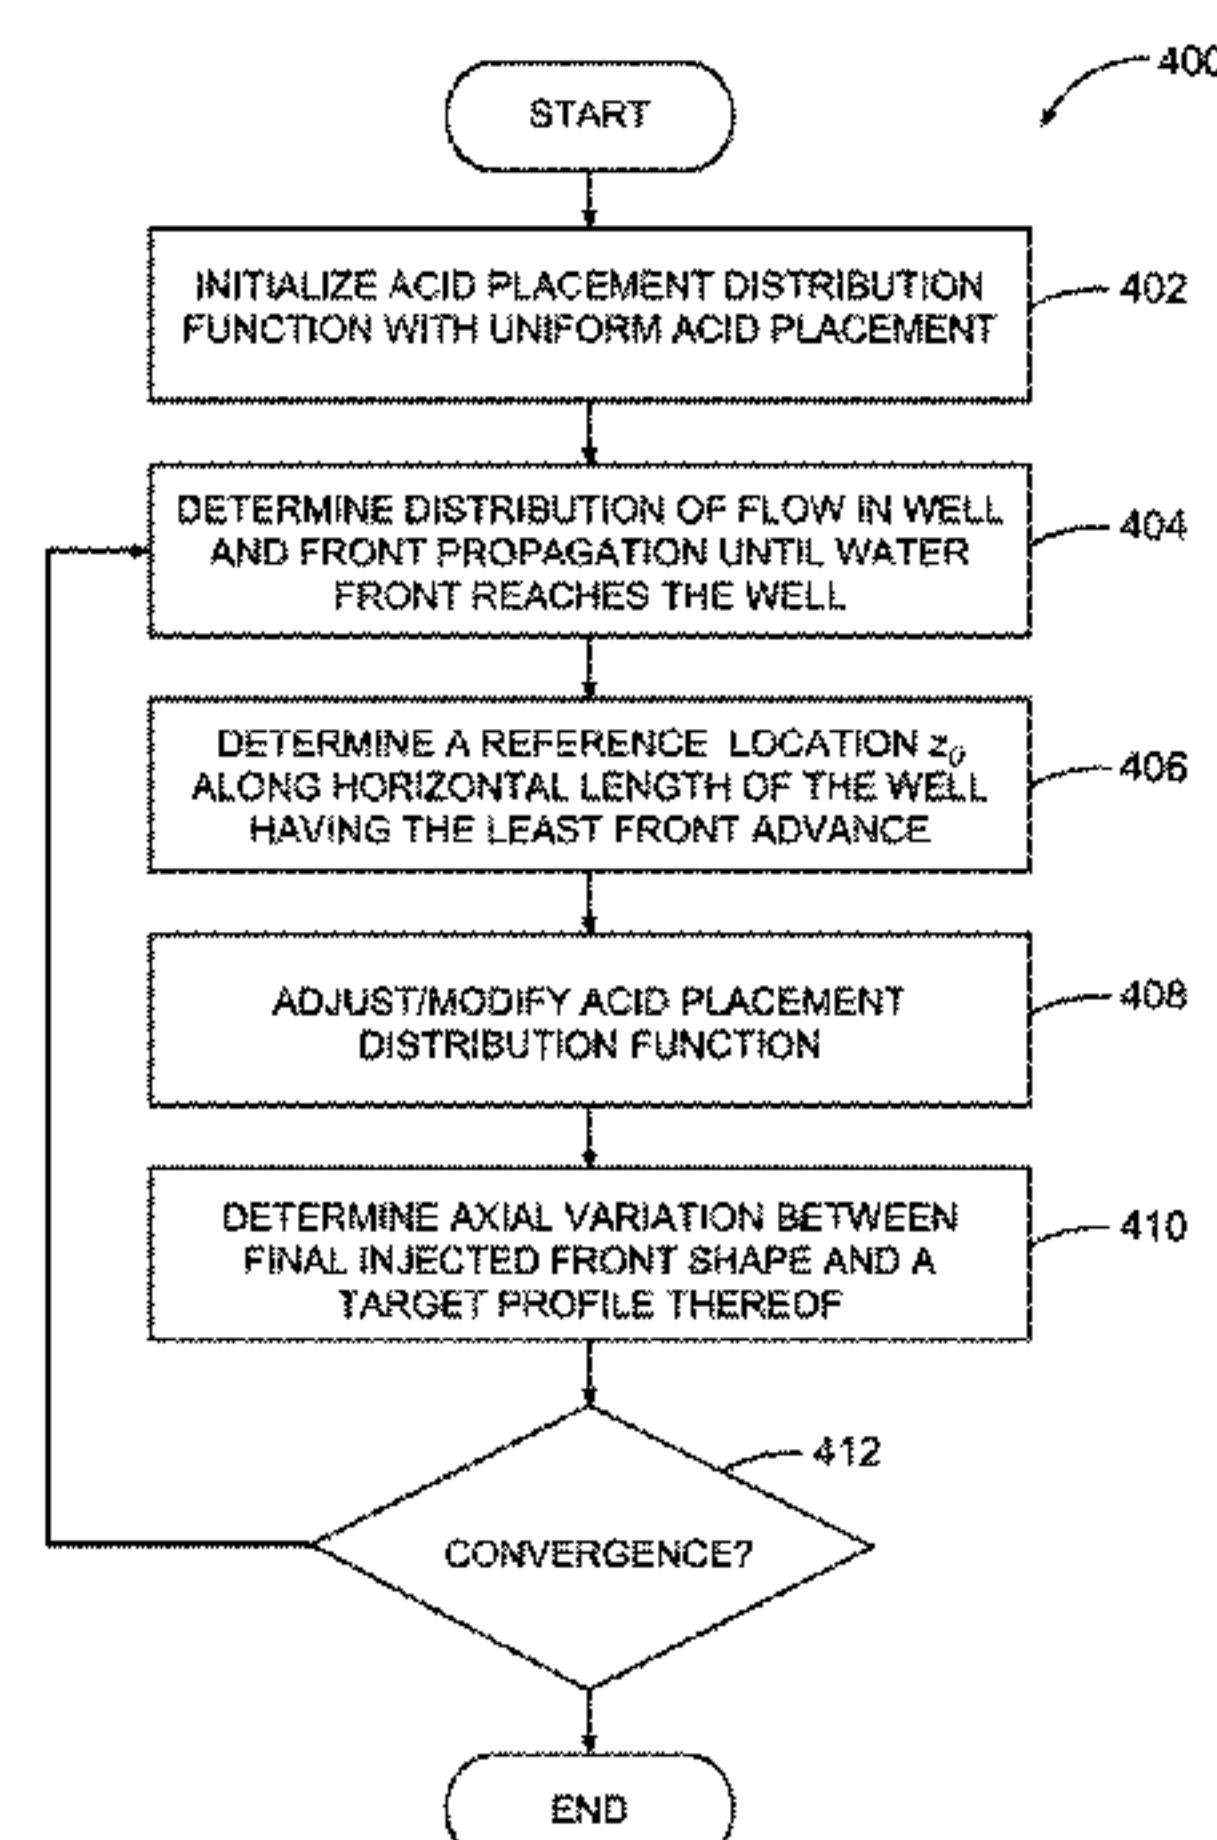 400
START
INITIALIZE ACID PLACEMENT DISTRIBUTION
FUNCTION WITH UNIFORM ACID PLACEMENT
402
DETERMINE DISTRIBUTION OF FLOW IN WELL
AND FRONT PROPAGATION UNTIL WATER
FRONT REACHES THE WELL
404
DETERMINE A REFERENCE LOCATION z₀
ALONG HORIZONTAL LENGTH OF THE WELL
HAVING THE LEAST FRONT ADVANCE
406
ADJUST/MODIFY ACID PLACEMENT
DISTRIBUTION FUNCTION
408
DETERMINE AXIAL VARIATION BETWEEN
FINAL INJECTED FRONT SHAPE AND A
TARGET PROFILE THEREOF
410
412
CONVERGENCE?
END